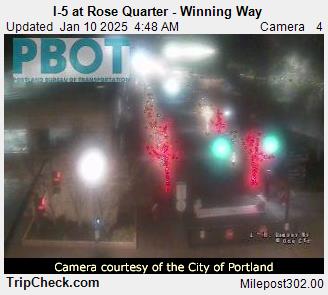 I-5 at Rose Quarter - Winning Way
Updated Jan 10 2025 4:48 AM Camera 4
PBOT
PORTLAND BUREAU OF TRANSPORTATION
Camera courtesy of the City of Portland
TripCheck.com Milepost302.00